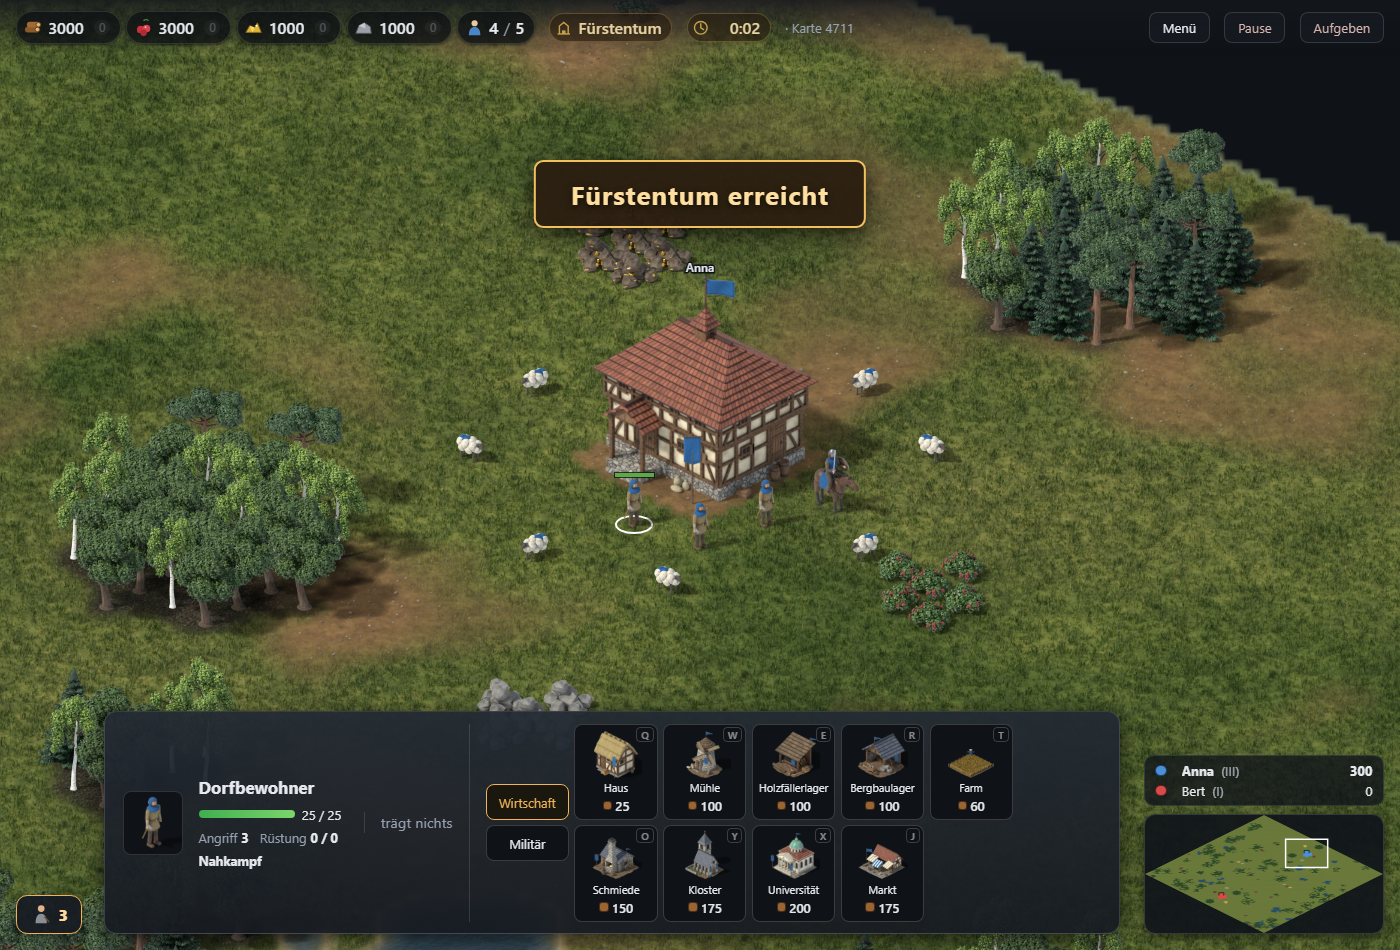 3000 0 3000 0 1000 0 1000 0 4 / 5 Fürstentum 0:02 · Karte 4711 Menü Pause Aufgeben
Fürstentum erreicht
Anna
Dorfbewohner
25 / 25
Angriff 3 Rüstung 0 / 0
Nahkampf
trägt nichts
Wirtschaft
Militär
Q W E R T
Haus Mühle Holzfällerlager Bergbaulager Farm
25 100 100 100 60
O Y X J
Schmiede Kloster Universität Markt
150 175 200 175
Anna (III) 300
Bert (I) 0
3